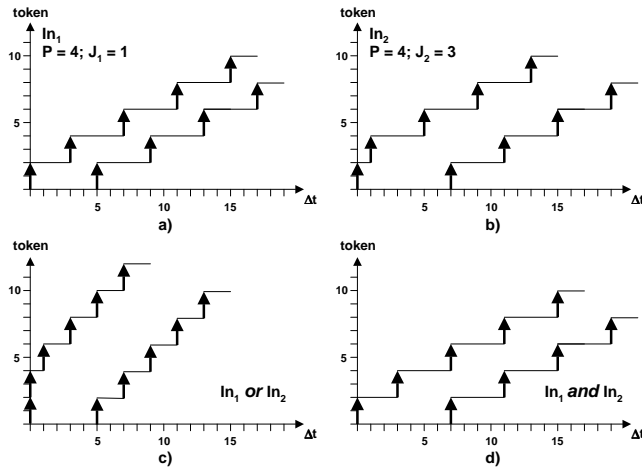 token
In1
P = 4; J1 = 1
10
5
5
10
15
Δt
a)
token
In2
P = 4; J2 = 3
10
5
5
10
15
Δt
b)
token
10
5
In1 or In2
5
10
15
Δt
c)
token
10
5
In1 and In2
5
10
15
Δt
d)